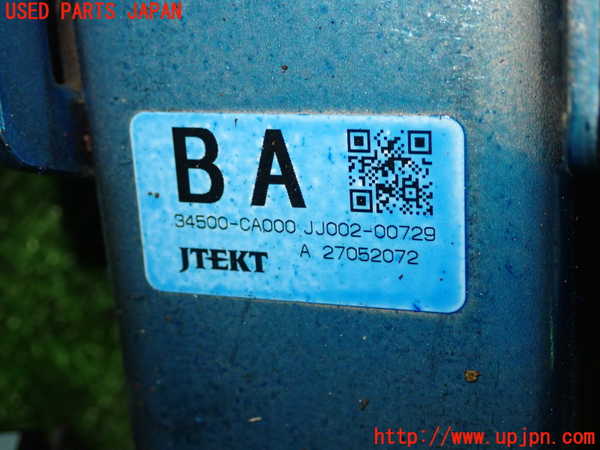 USED PARTS JAPAN
BA
34500-CA000 JJ002-00729
JTEKT A 27052072
http://www.upjpn.com/